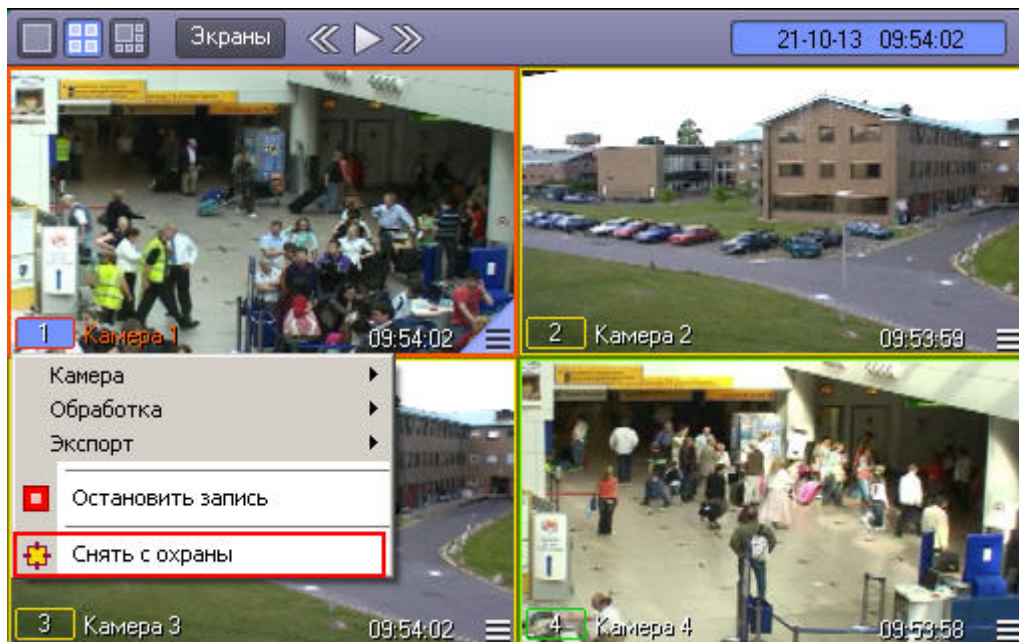 Экраны
21-10-13 09:54:02
1 Камера 1 09:54:02
2 Камера 2 09:53:59
Камера
Обработка
Экспорт
Остановить запись
Снять с охраны
3 Камера 3 09:54:02
4 Камера 4 09:53:58